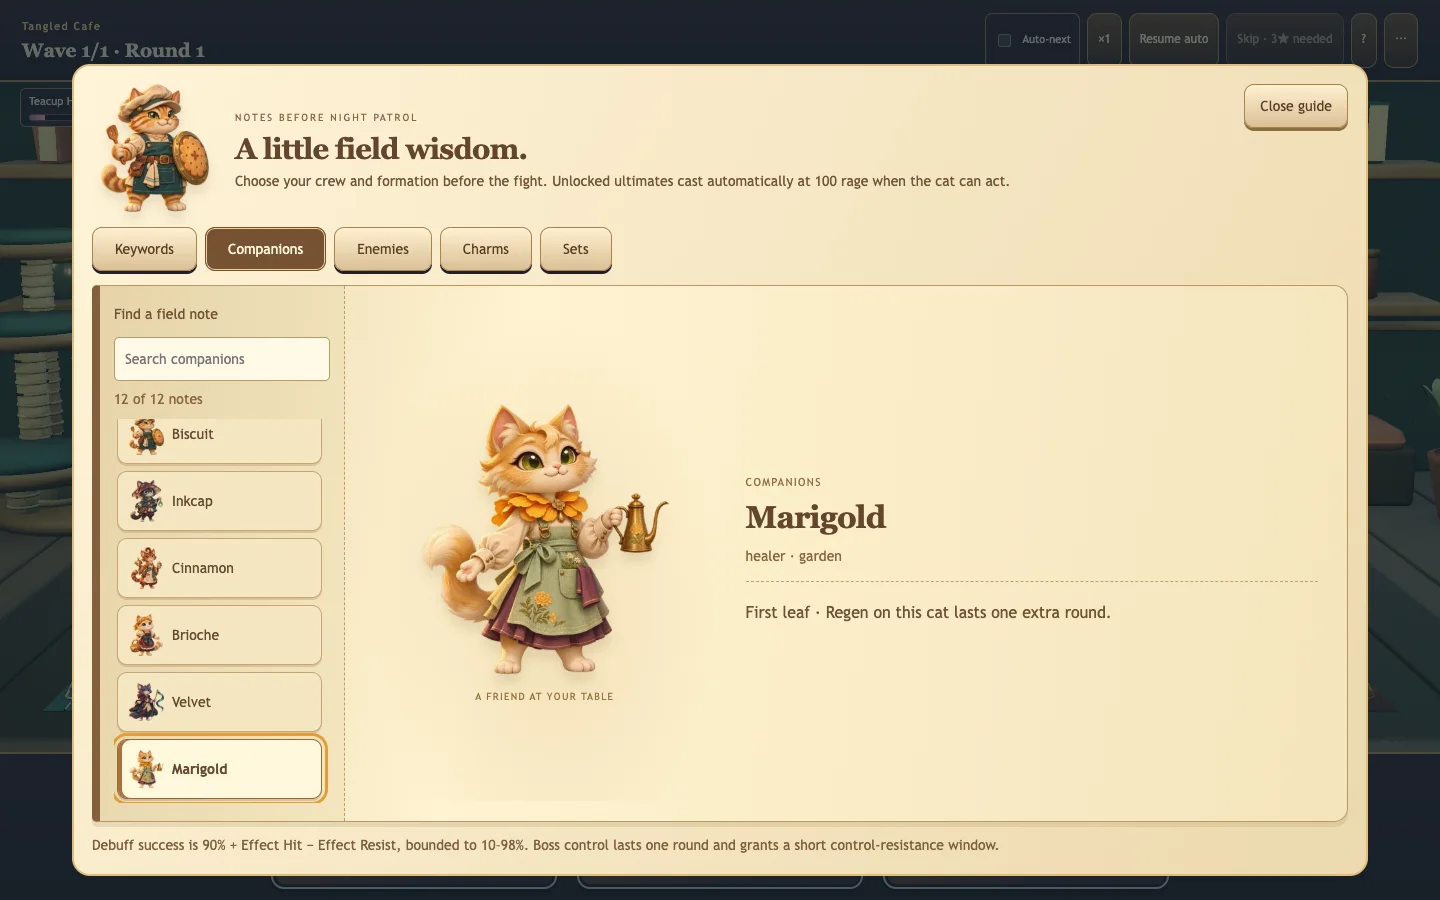 Tangled Cafe
Wave 1/1 · Round 1
Auto-next
×1
Resume auto
Skip · 3★ needed
?
...
Teacup H
NOTES BEFORE NIGHT PATROL
A little field wisdom.
Choose your crew and formation before the fight. Unlocked ultimates cast automatically at 100 rage when the cat can act.
Close guide
Keywords
Companions
Enemies
Charms
Sets
Find a field note
Search companions
12 of 12 notes
Biscuit
Inkcap
Cinnamon
Brioche
Velvet
Marigold
A FRIEND AT YOUR TABLE
COMPANIONS
Marigold
healer · garden
First leaf · Regen on this cat lasts one extra round.
Debuff success is 90% + Effect Hit − Effect Resist, bounded to 10–98%. Boss control lasts one round and grants a short control-resistance window.